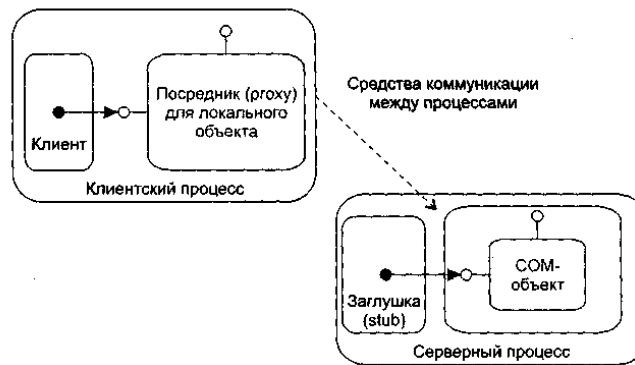 Посредник (proxy)
для локального
объекта
Клиент
Клиентский процесс
Средства коммуникации
между процессами
COM-
объект
Заглушка
(stub)
Серверный процесс